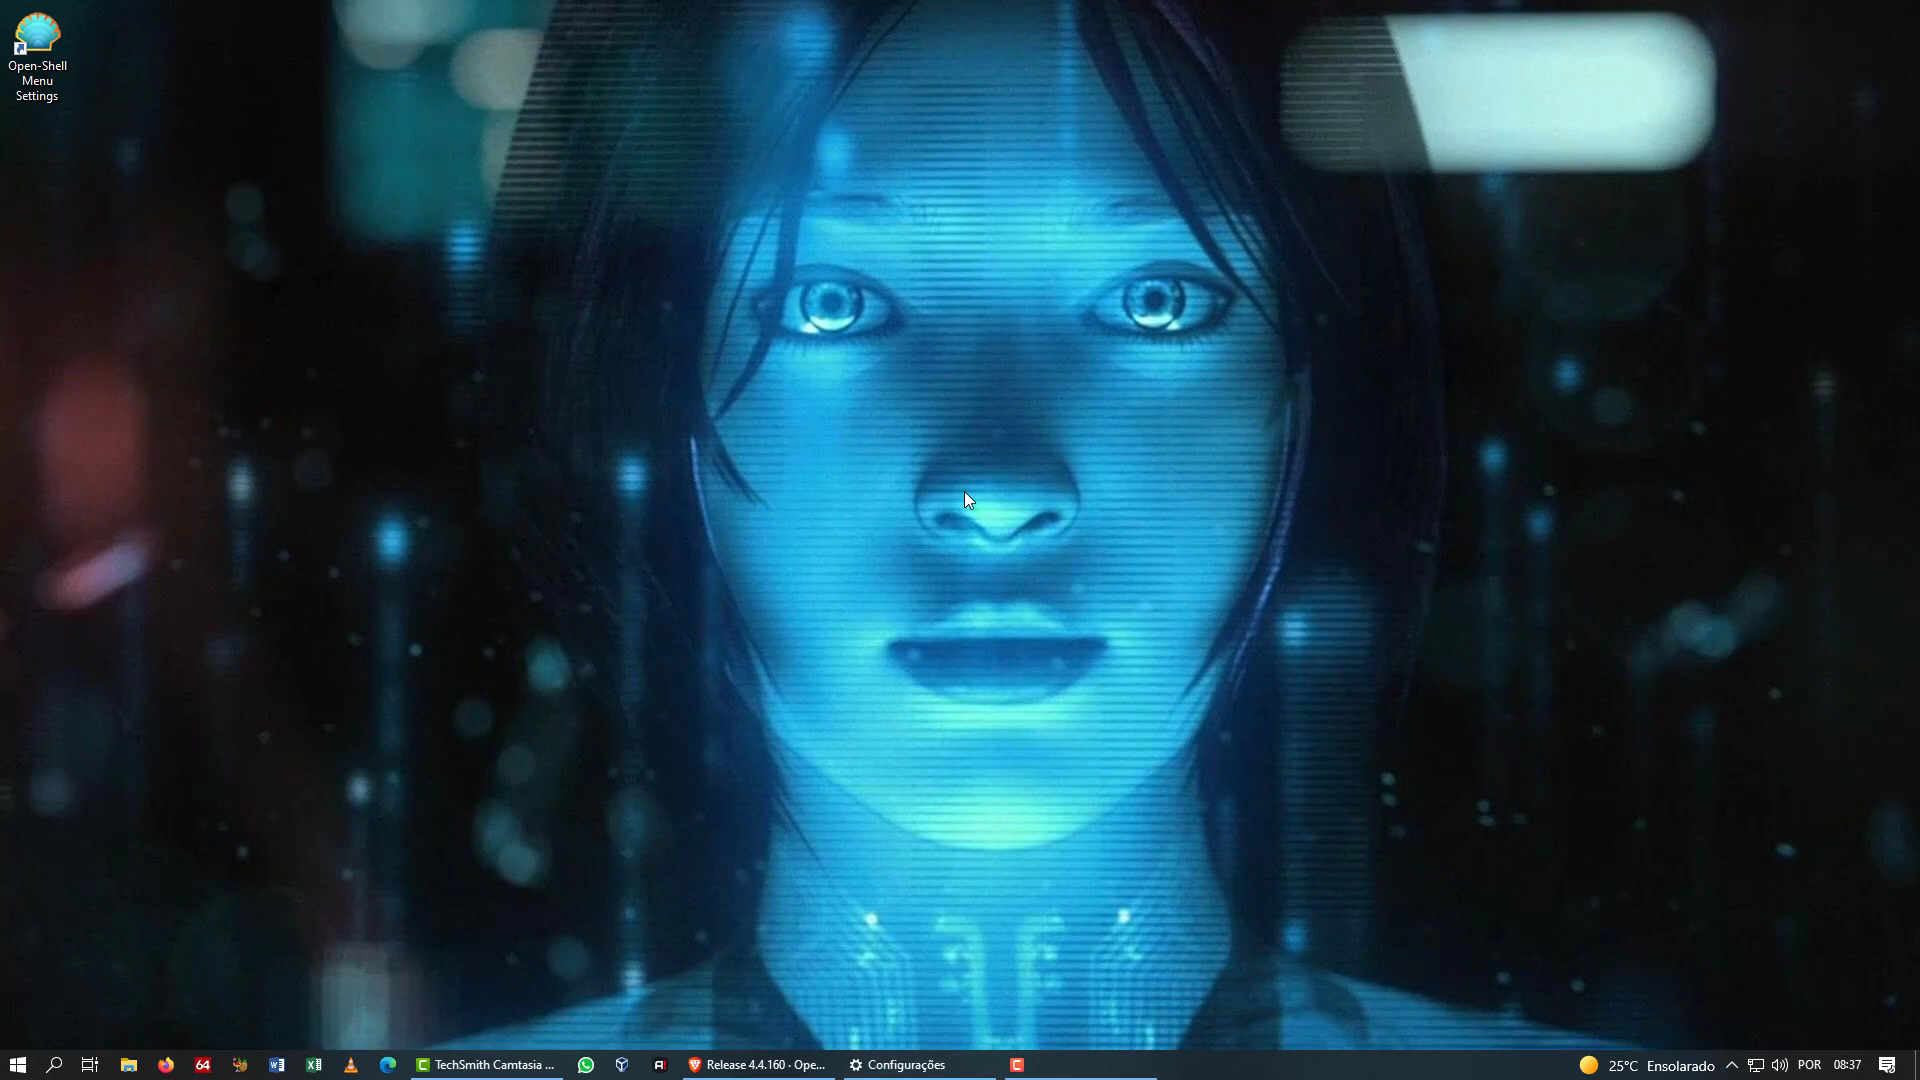 Open-Shell
Menu
Settings
64
TechSmith Camtasia ...
A!
Release 4.4.160 · Ope...
Configurações
25°C Ensolarado
POR
08:37